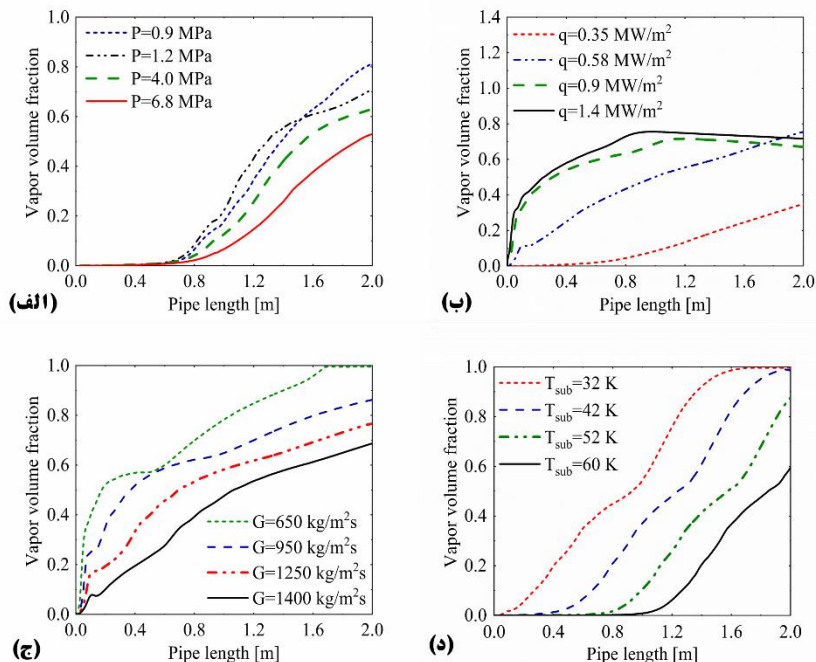 1.0
0.8
0.6
0.4
0.2
0.0
Vapor volume fraction
P=0.9 MPa
P=1.2 MPa
P=4.0 MPa
P=6.8 MPa
0.0 0.4 0.8 1.2 1.6 2.0
Pipe length [m]
(الف)
1.4
1.2
1.0
0.8
0.6
0.4
0.2
0.0
Vapor volume fraction
q=0.35 MW/m²
q=0.58 MW/m²
q=0.9 MW/m²
q=1.4 MW/m²
0.0 0.4 0.8 1.2 1.6 2.0
Pipe length [m]
(ب)
1.0
0.8
0.6
0.4
0.2
0.0
Vapor volume fraction
G=650 kg/m²s
G=950 kg/m²s
G=1250 kg/m²s
G=1400 kg/m²s
0.0 0.4 0.8 1.2 1.6 2.0
Pipe length [m]
(ج)
1.0
0.8
0.6
0.4
0.2
0.0
Vapor volume fraction
T_sub=32 K
T_sub=42 K
T_sub=52 K
T_sub=60 K
0.0 0.4 0.8 1.2 1.6 2.0
Pipe length [m]
(د)